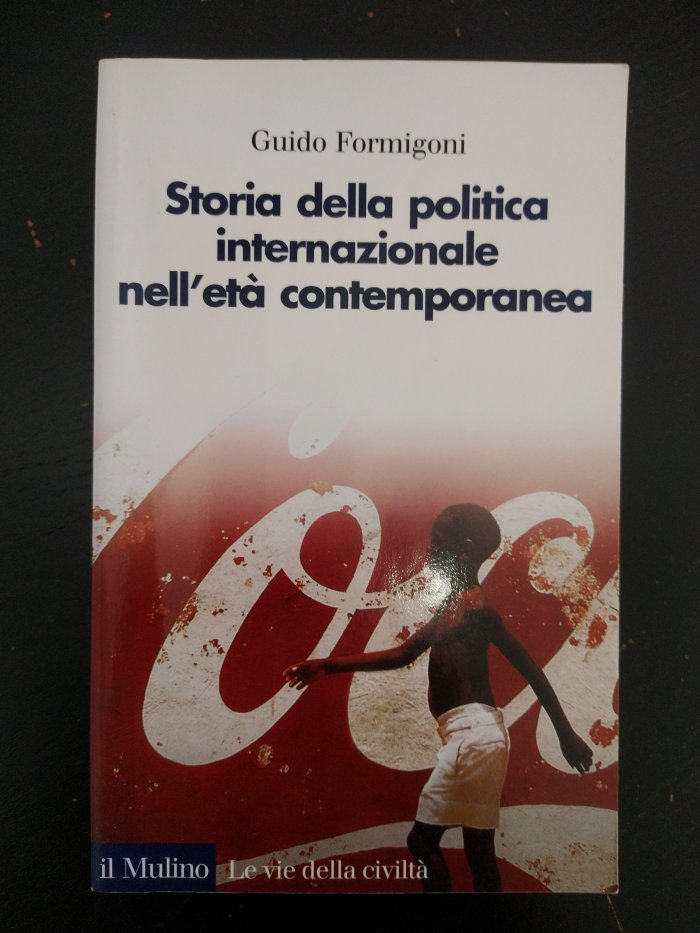 Guido Formigoni
Storia della politica
internazionale
nell'età contemporanea
il Mulino Le vie della civiltà